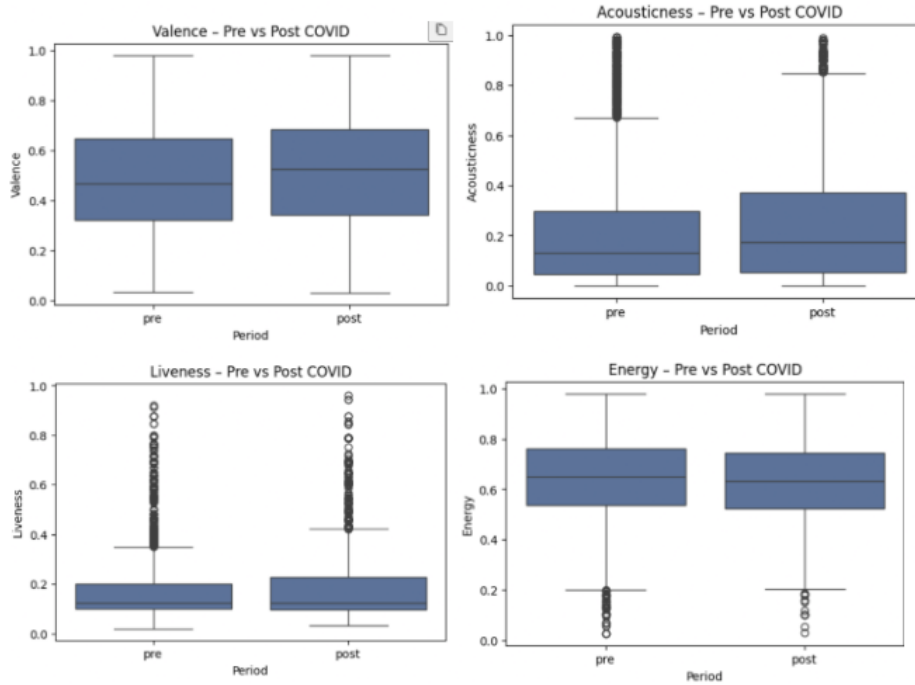 Valence – Pre vs Post COVID
1.0
0.8
0.6
0.4
0.2
0.0
Valence
pre
post
Period
Acousticness – Pre vs Post COVID
1.0
0.8
0.6
0.4
0.2
0.0
Acousticness
pre
post
Period
Liveness – Pre vs Post COVID
1.0
0.8
0.6
0.4
0.2
0.0
Liveness
pre
post
Period
Energy – Pre vs Post COVID
1.0
0.8
0.6
0.4
0.2
0.0
Energy
pre
post
Period